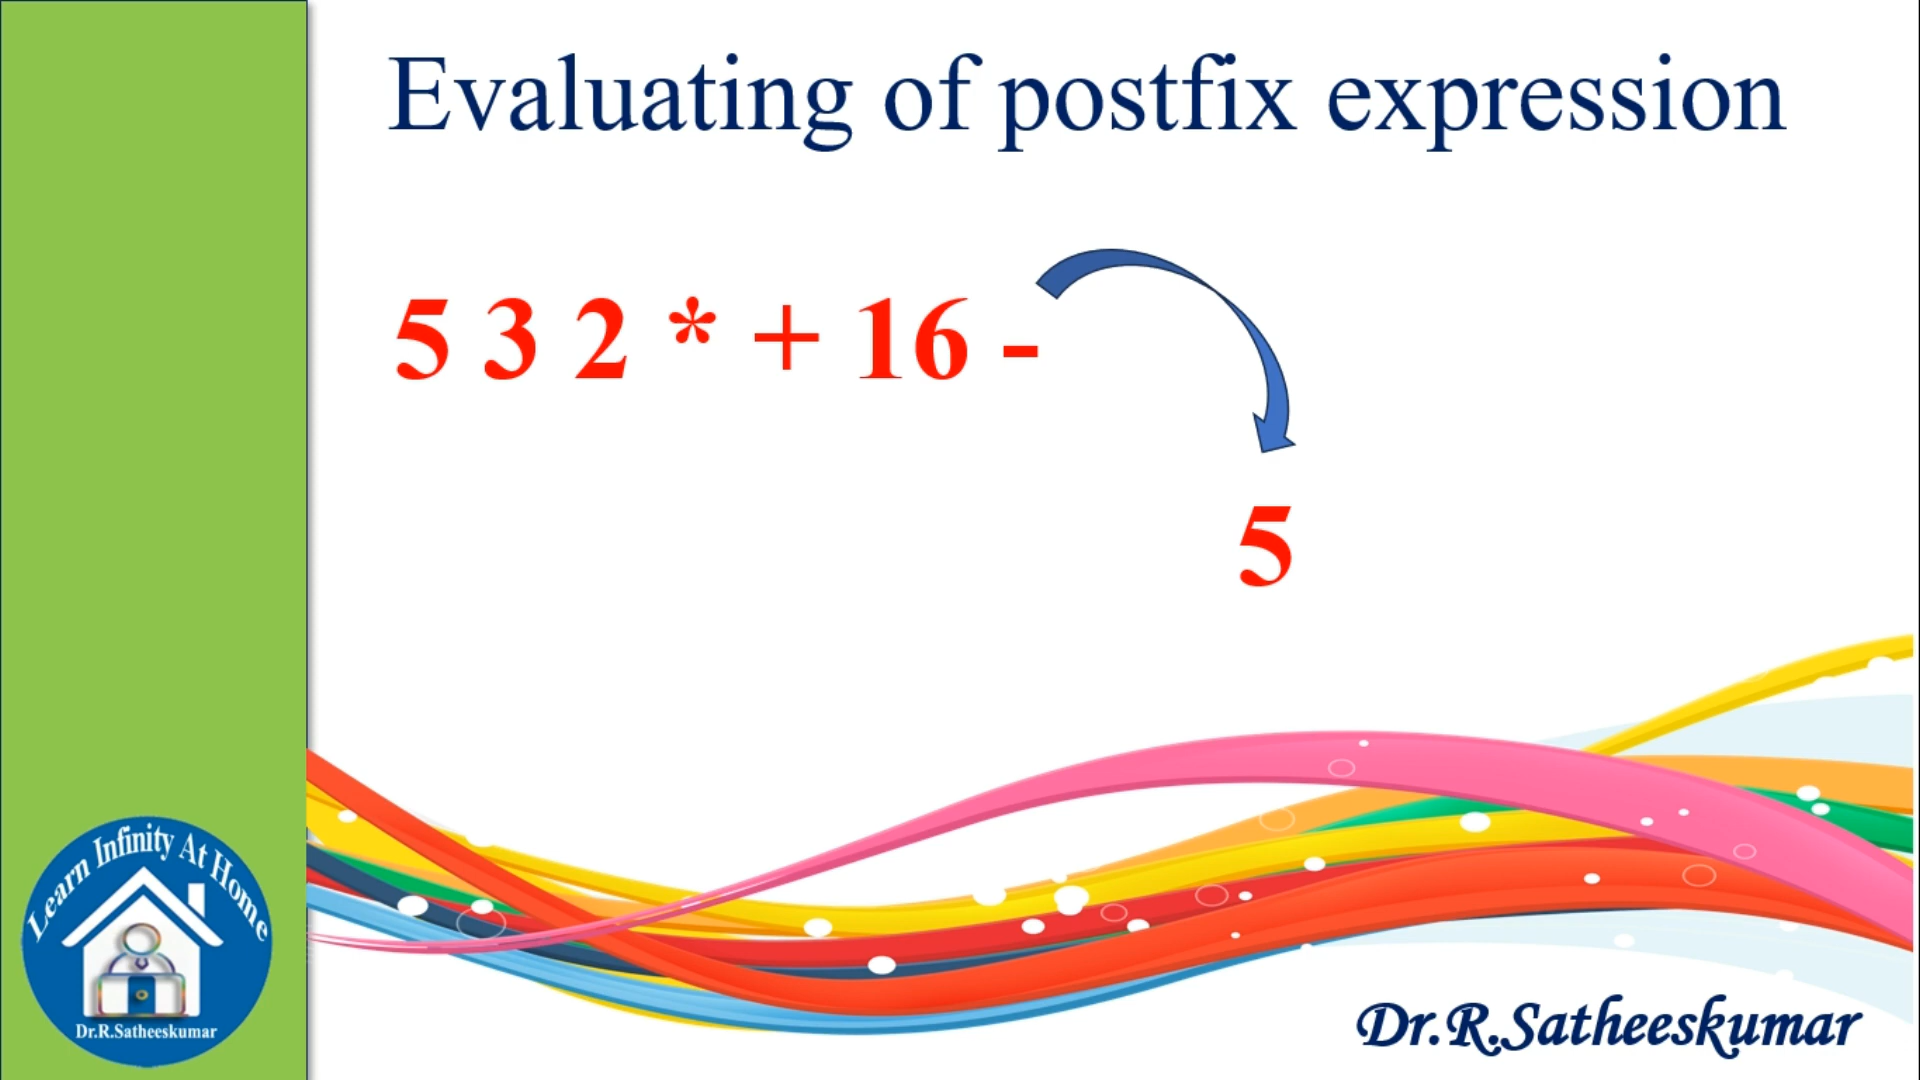 Evaluating of postfix expression
5 3 2 * + 16 -
5
Learn Infinity At Home
Dr.R.Satheeskumar
Dr.R.Satheeskumar